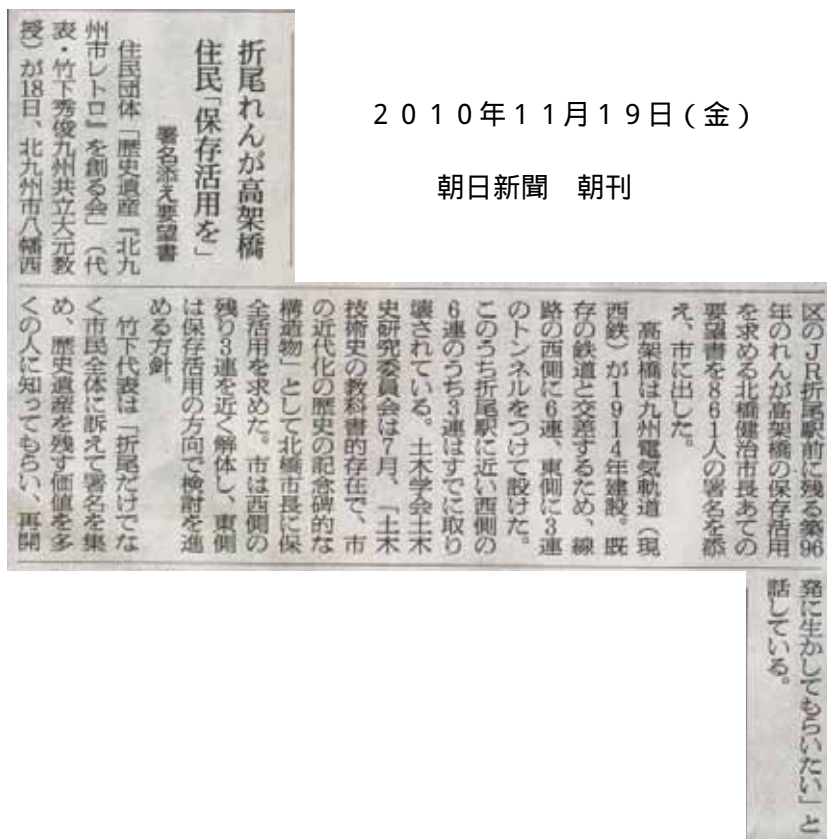 ２０１０年１１月１９日（金）
朝日新聞　朝刊
折尾れんが高架橋
住民「保存活用を」
署名添え要望書
住民団体「歴史遺産『北九
州市レトロ』を創る会」（代
表・竹下秀俊九州共立大元教
授）が18日、北九州市八幡西
区のＪＲ折尾駅前に残る築96
年のれんが高架橋の保存活用
を求める北橋健治市長あての
要望書を861人の署名を添
え、市に出した。
高架橋は九州電気軌道（現
西鉄）が1914年建設。既
存の鉄道と交差するため、線
路の西側に6連、東側に3連
のトンネルをつけて設けた。
このうち折尾駅に近い西側の
6連のうち3連はすでに取り
壊されている。土木学会土木
史研究委員会は7月、「土木
技術史の教科書的存在で、市
の近代化の歴史の記念碑的な
構造物」として北橋市長に保
全活用を求めた。市は西側の
残り3連を近く解体し、東側
は保存活用の方向で検討を進
める方針。
竹下代表は「折尾だけでな
く市民全体に訴えて署名を集
め、歴史遺産を残す価値を多
くの人に知ってもらい、再開
発に生かしてもらいたい」と
話している。